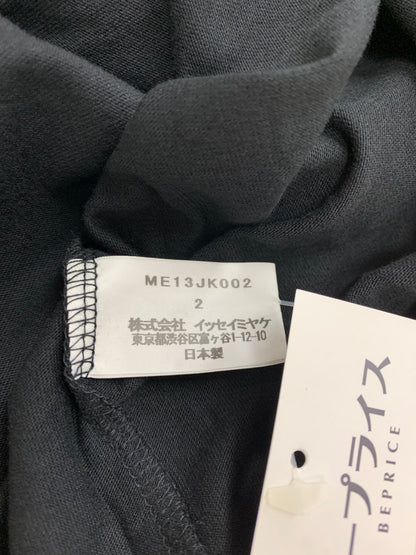 ME13JK002
2
株式会社 イッセイミヤケ
東京都渋谷区富ヶ谷1-12-10
日本製
ープライス
BEPRICE